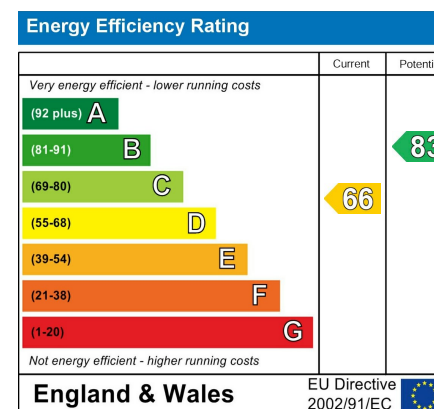 Energy Efficiency Rating
Current Potenti
Very energy efficient - lower running costs
(92 plus) A
(81-91) B
83
(69-80) C
66
(55-68) D
(39-54) E
(21-38) F
(1-20) G
Not energy efficient - higher running costs
England & Wales
EU Directive
2002/91/EC